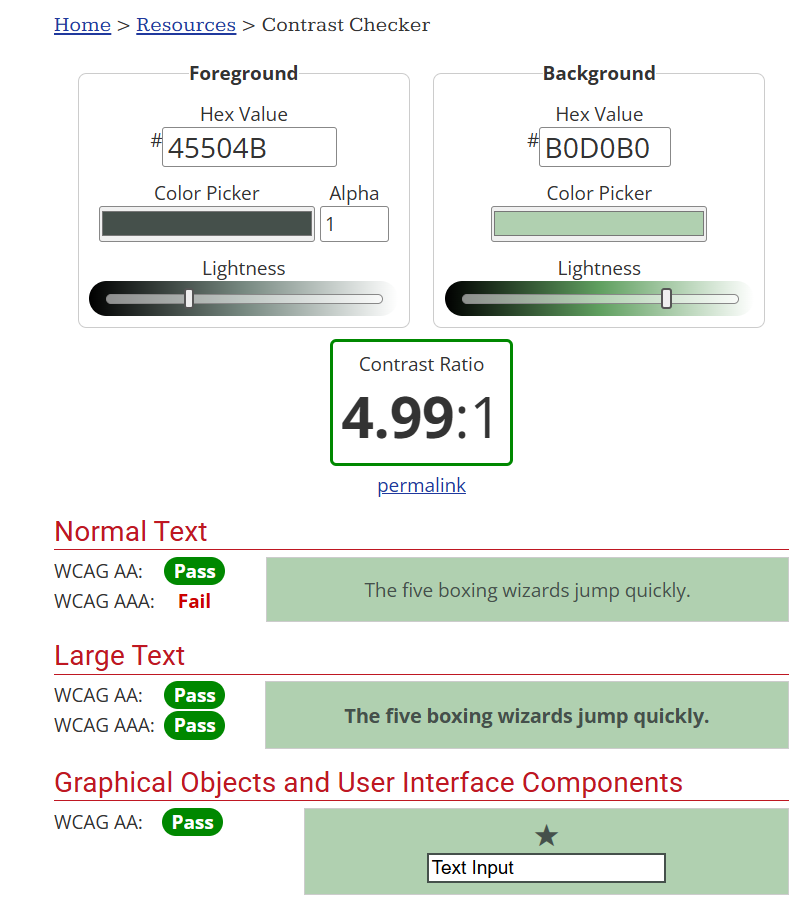 Home > Resources > Contrast Checker
Foreground
Hex Value
# 45504B
Color Picker Alpha
1
Lightness
Background
Hex Value
# B0D0B0
Color Picker
Lightness
Contrast Ratio
4.99:1
permalink
Normal Text
WCAG AA: Pass
WCAG AAA: Fail
The five boxing wizards jump quickly.
Large Text
WCAG AA: Pass
WCAG AAA: Pass
The five boxing wizards jump quickly.
Graphical Objects and User Interface Components
WCAG AA: Pass
Text Input